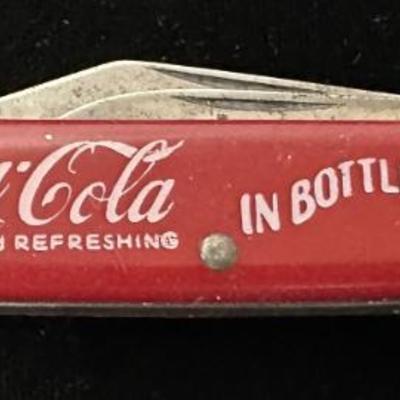 Cola
REFRESHING
IN BOTTL